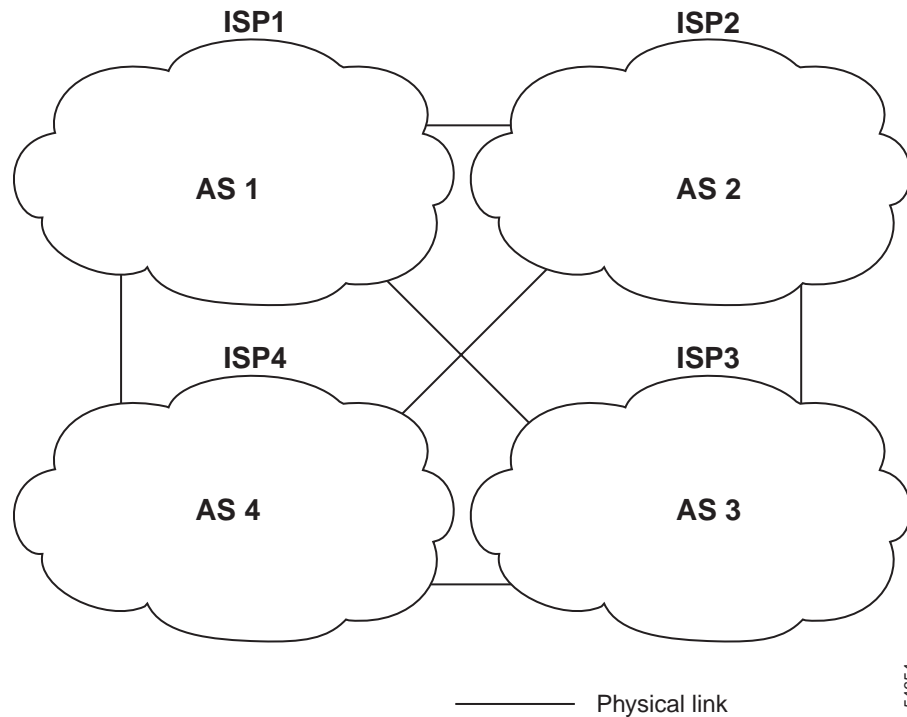 ISP1
ISP2
AS 1
AS 2
ISP4
ISP3
AS 4
AS 3
Physical link